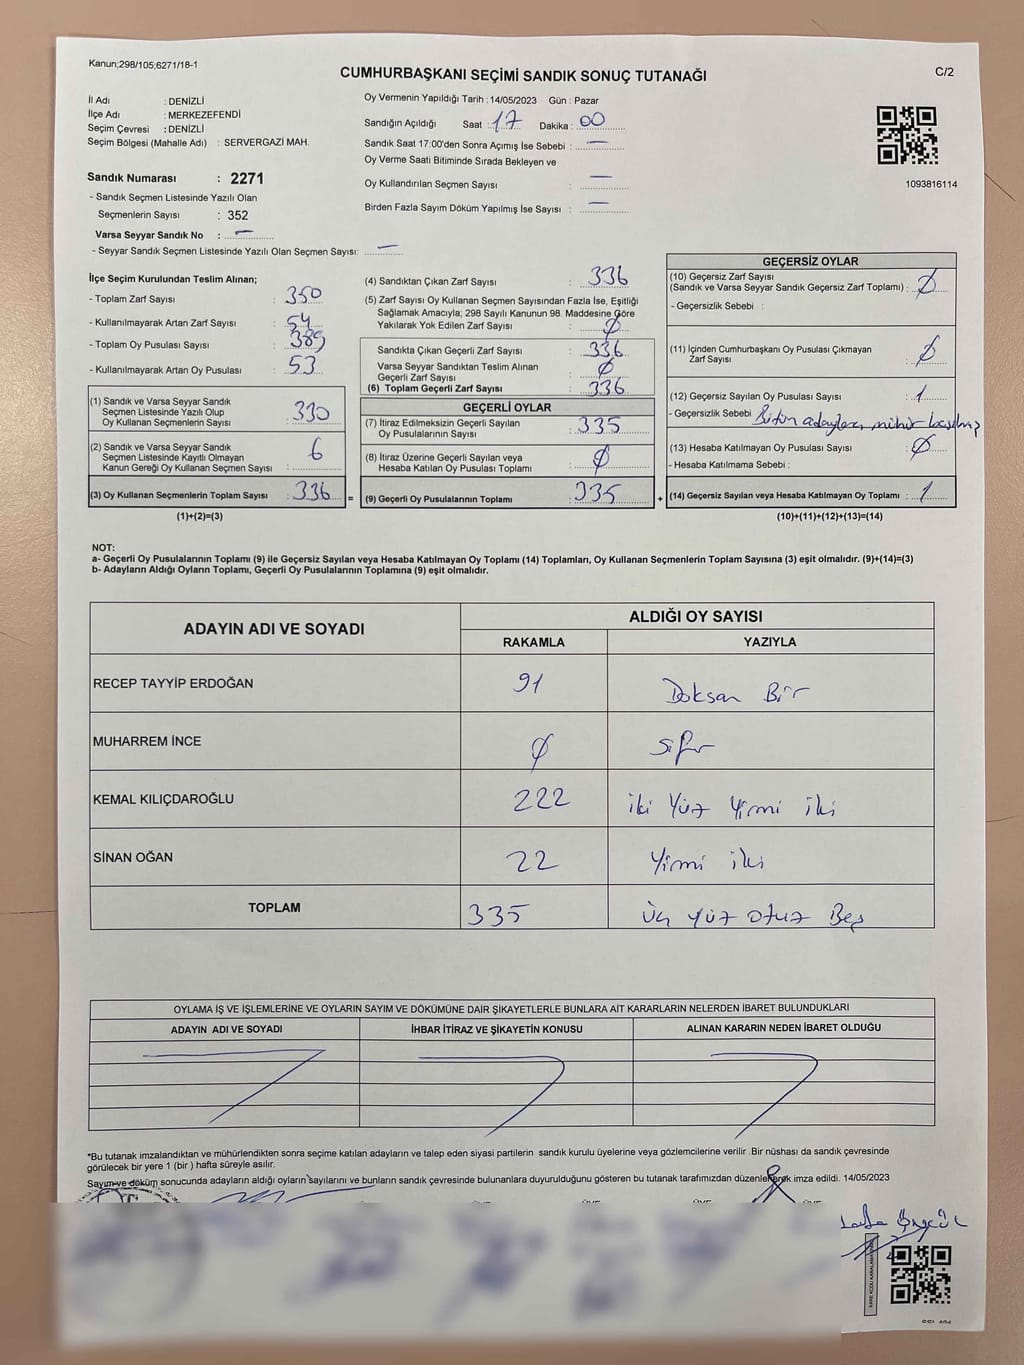 Kanun;298/105;6271/18-1
CUMHURBAŞKANI SEÇİMİ SANDIK SONUÇ TUTANAĞI
C/2
İl Adı : DENİZLİ
İlçe Adı : MERKEZEFENDİ
Seçim Çevresi : DENİZLİ
Seçim Bölgesi (Mahalle Adı) : SERVERGAZİ MAH.
Sandık Numarası : 2271
- Sandık Seçmen Listesinde Yazılı Olan
Seçmenlerin Sayısı : 352
Varsa Seyyar Sandık No : —
- Seyyar Sandık Seçmen Listesinde Yazılı Olan Seçmen Sayısı: —
Oy Vermenin Yapıldığı Tarih : 14/05/2023 Gün : Pazar
Sandığın Açıldığı Saat : 17 Dakika : 00
Sandık Saat 17:00'den Sonra Açımış İse Sebebi : —
Oy Verme Saati Bitiminde Sırada Bekleyen ve
Oy Kullandırılan Seçmen Sayısı : —
Birden Fazla Sayım Döküm Yapılmış İse Sayısı : —
1093816114
İlçe Seçim Kurulundan Teslim Alınan;
- Toplam Zarf Sayısı : 350
- Kullanılmayarak Artan Zarf Sayısı : 54
- Toplam Oy Pusulası Sayısı : 389
- Kullanılmayarak Artan Oy Pusulası : 53
(1) Sandık ve Varsa Seyyar Sandık
Seçmen Listesinde Yazılı Olup
Oy Kullanan Seçmenlerin Sayısı : 330
(2) Sandık ve Varsa Seyyar Sandık
Seçmen Listesinde Kayıtlı Olmayan
Kanun Gereği Oy Kullanan Seçmen Sayısı : 6
(3) Oy Kullanan Seçmenlerin Toplam Sayısı : 336 =
(1)+(2)=(3)
(4) Sandıktan Çıkan Zarf Sayısı : 336
(5) Zarf Sayısı Oy Kullanan Seçmen Sayısından Fazla İse, Eşitliği
Sağlamak Amacıyla; 298 Sayılı Kanunun 98. Maddesine Göre
Yakılarak Yok Edilen Zarf Sayısı : Ø
Sandıkta Çıkan Geçerli Zarf Sayısı : 336
Varsa Seyyar Sandıktan Teslim Alınan
Geçerli Zarf Sayısı : Ø
(6) Toplam Geçerli Zarf Sayısı : 336
GEÇERLİ OYLAR
(7) İtiraz Edilmeksizin Geçerli Sayılan
Oy Pusulalarının Sayısı : 335
(8) İtiraz Üzerine Geçerli Sayılan veya
Hesaba Katılan Oy Pusulası Toplamı : Ø
(9) Geçerli Oy Pusulalarının Toplamı : 335 +
GEÇERSİZ OYLAR
(10) Geçersiz Zarf Sayısı
(Sandık ve Varsa Seyyar Sandık Geçersiz Zarf Toplamı) : Ø
- Geçersizlik Sebebi :
(11) İçinden Cumhurbaşkanı Oy Pusulası Çıkmayan
Zarf Sayısı : Ø
(12) Geçersiz Sayılan Oy Pusulası Sayısı : 1
- Geçersizlik Sebebi Bütün adaylara mühür basılmış
(13) Hesaba Katılmayan Oy Pusulası Sayısı : Ø
- Hesaba Katılmama Sebebi :
(14) Geçersiz Sayılan veya Hesaba Katılmayan Oy Toplamı : 1
(10)+(11)+(12)+(13)=(14)
NOT:
a- Geçerli Oy Pusulalarının Toplamı (9) ile Geçersiz Sayılan veya Hesaba Katılmayan Oy Toplamı (14) Toplamları, Oy Kullanan Seçmenlerin Toplam Sayısına (3) eşit olmalıdır. (9)+(14)=(3)
b- Adayların Aldığı Oyların Toplamı, Geçerli Oy Pusulalarının Toplamına (9) eşit olmalıdır.
ADAYIN ADI VE SOYADI
ALDIĞI OY SAYISI
RAKAMLA YAZIYLA
RECEP TAYYİP ERDOĞAN 91 Doksan Bir
MUHARREM İNCE Ø Sıfır
KEMAL KILIÇDAROĞLU 222 iki Yüz Yirmi iki
SİNAN OĞAN 22 Yirmi iki
TOPLAM 335 Üç Yüz Otuz Beş
OYLAMA İŞ VE İŞLEMLERİNE VE OYLARIN SAYIM VE DÖKÜMÜNE DAİR ŞİKAYETLERLE BUNLARA AİT KARARLARIN NELERDEN İBARET BULUNDUKLARI
ADAYIN ADI VE SOYADI İHBAR İTİRAZ VE ŞİKAYETİN KONUSU ALINAN KARARIN NEDEN İBARET OLDUĞU
*Bu tutanak imzalandıktan ve mühürlendikten sonra seçime katılan adayların ve talep eden siyasi partilerin sandık kurulu üyelerine veya gözlemcilerine verilir .Bir nüshası da sandık çevresinde
görülecek bir yere 1 (bir ) hafta süreyle asılır.
Sayım ve döküm sonucunda adayların aldığı oyların sayılarını ve bunların sandık çevresinde bulunanlara duyurulduğunu gösteren bu tutanak tarafımızdan düzenlenerek imza edildi. 14/05/2023